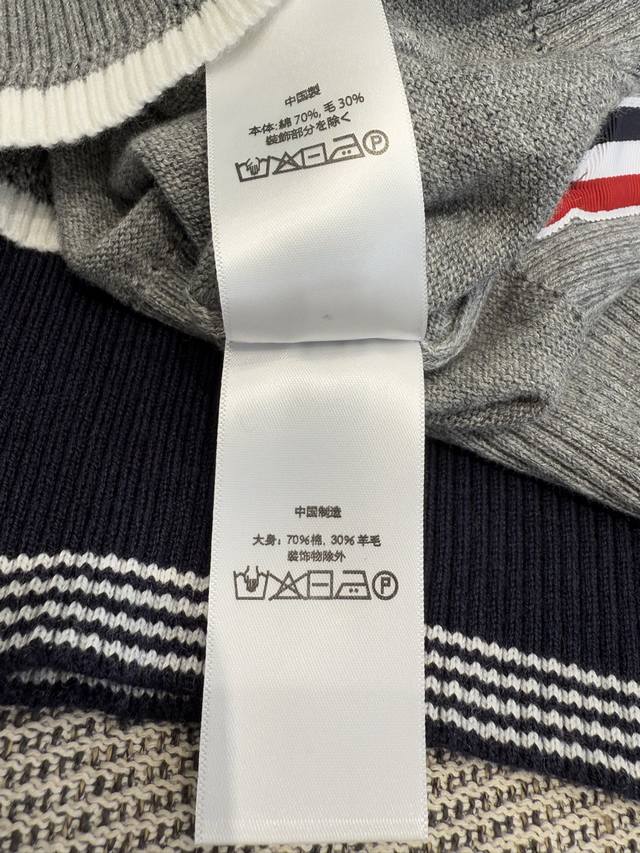 中国製
本体:綿 70%, 毛 30%
装飾部分を除く
P
中国制造
大身: 70%棉, 30%羊毛
装饰物除外
P